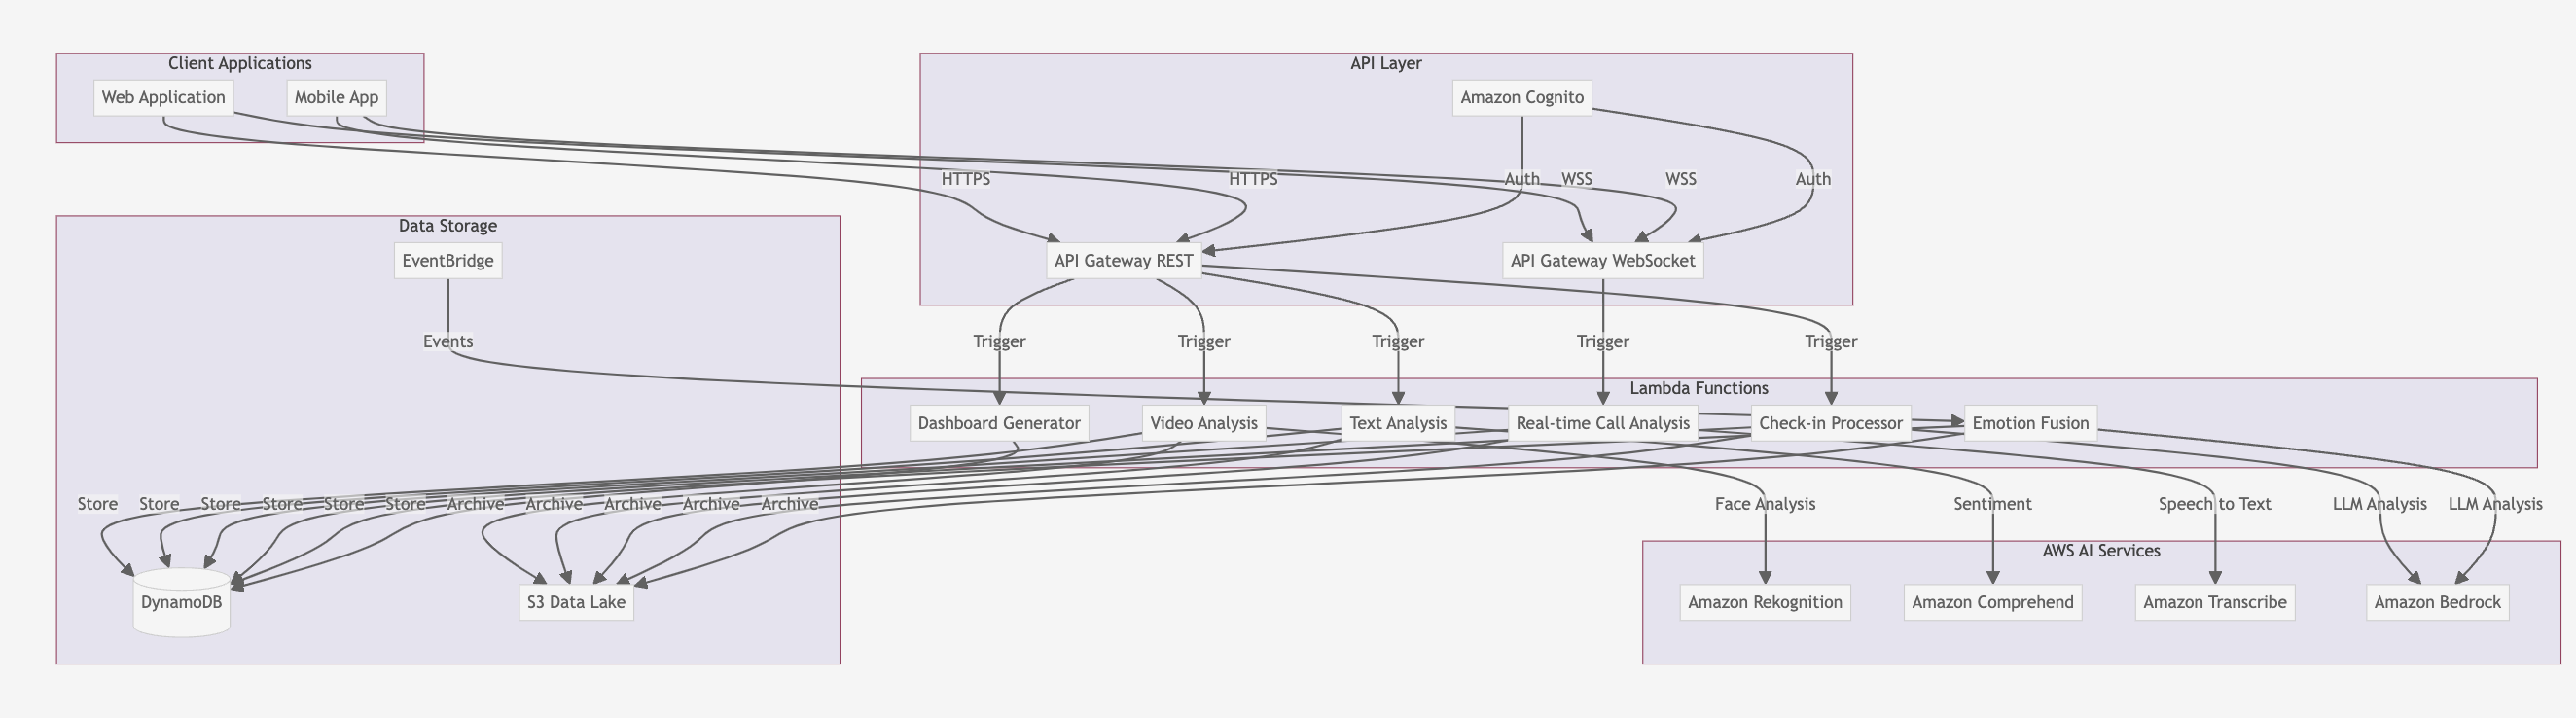 Client Applications
Web Application
Mobile App
API Layer
Amazon Cognito
HTTPS
HTTPS
Auth
WSS
WSS
Auth
API Gateway REST
API Gateway WebSocket
Data Storage
EventBridge
Events
Trigger
Trigger
Trigger
Trigger
Trigger
Lambda Functions
Dashboard Generator
Video Analysis
Text Analysis
Real-time Call Analysis
Check-in Processor
Emotion Fusion
Store
Store
Store
Store
Store
Store
Archive
Archive
Archive
Archive
Archive
Face Analysis
Sentiment
Speech to Text
LLM Analysis
LLM Analysis
DynamoDB
S3 Data Lake
AWS AI Services
Amazon Rekognition
Amazon Comprehend
Amazon Transcribe
Amazon Bedrock